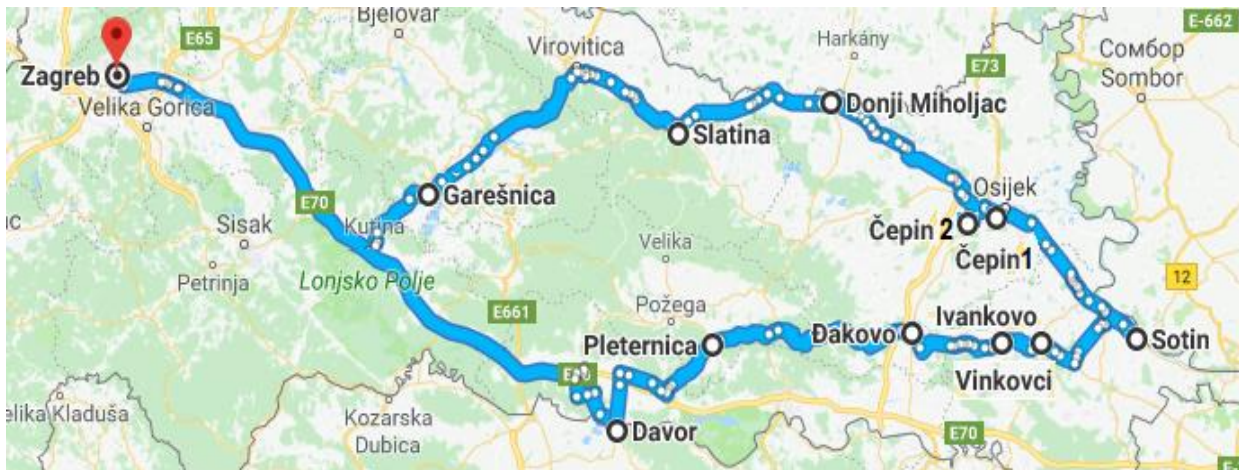 Bjelovar
E-662
E65
Virovitica
Harkány
Сомбор
E73
Sombor
Zagreb
Velika Gorica
Donji Miholjac
Slatina
Garešnica
E70
Osijek
Sisak
Kutina
Čepin 2
Velika
Čepin1
Petrinja
12
Lonjsko Polje
E661
Požega
Ivankovo
Đakovo
Pleternica
Sotin
Vinkovci
Kozarska
Dubica
Davor
E70